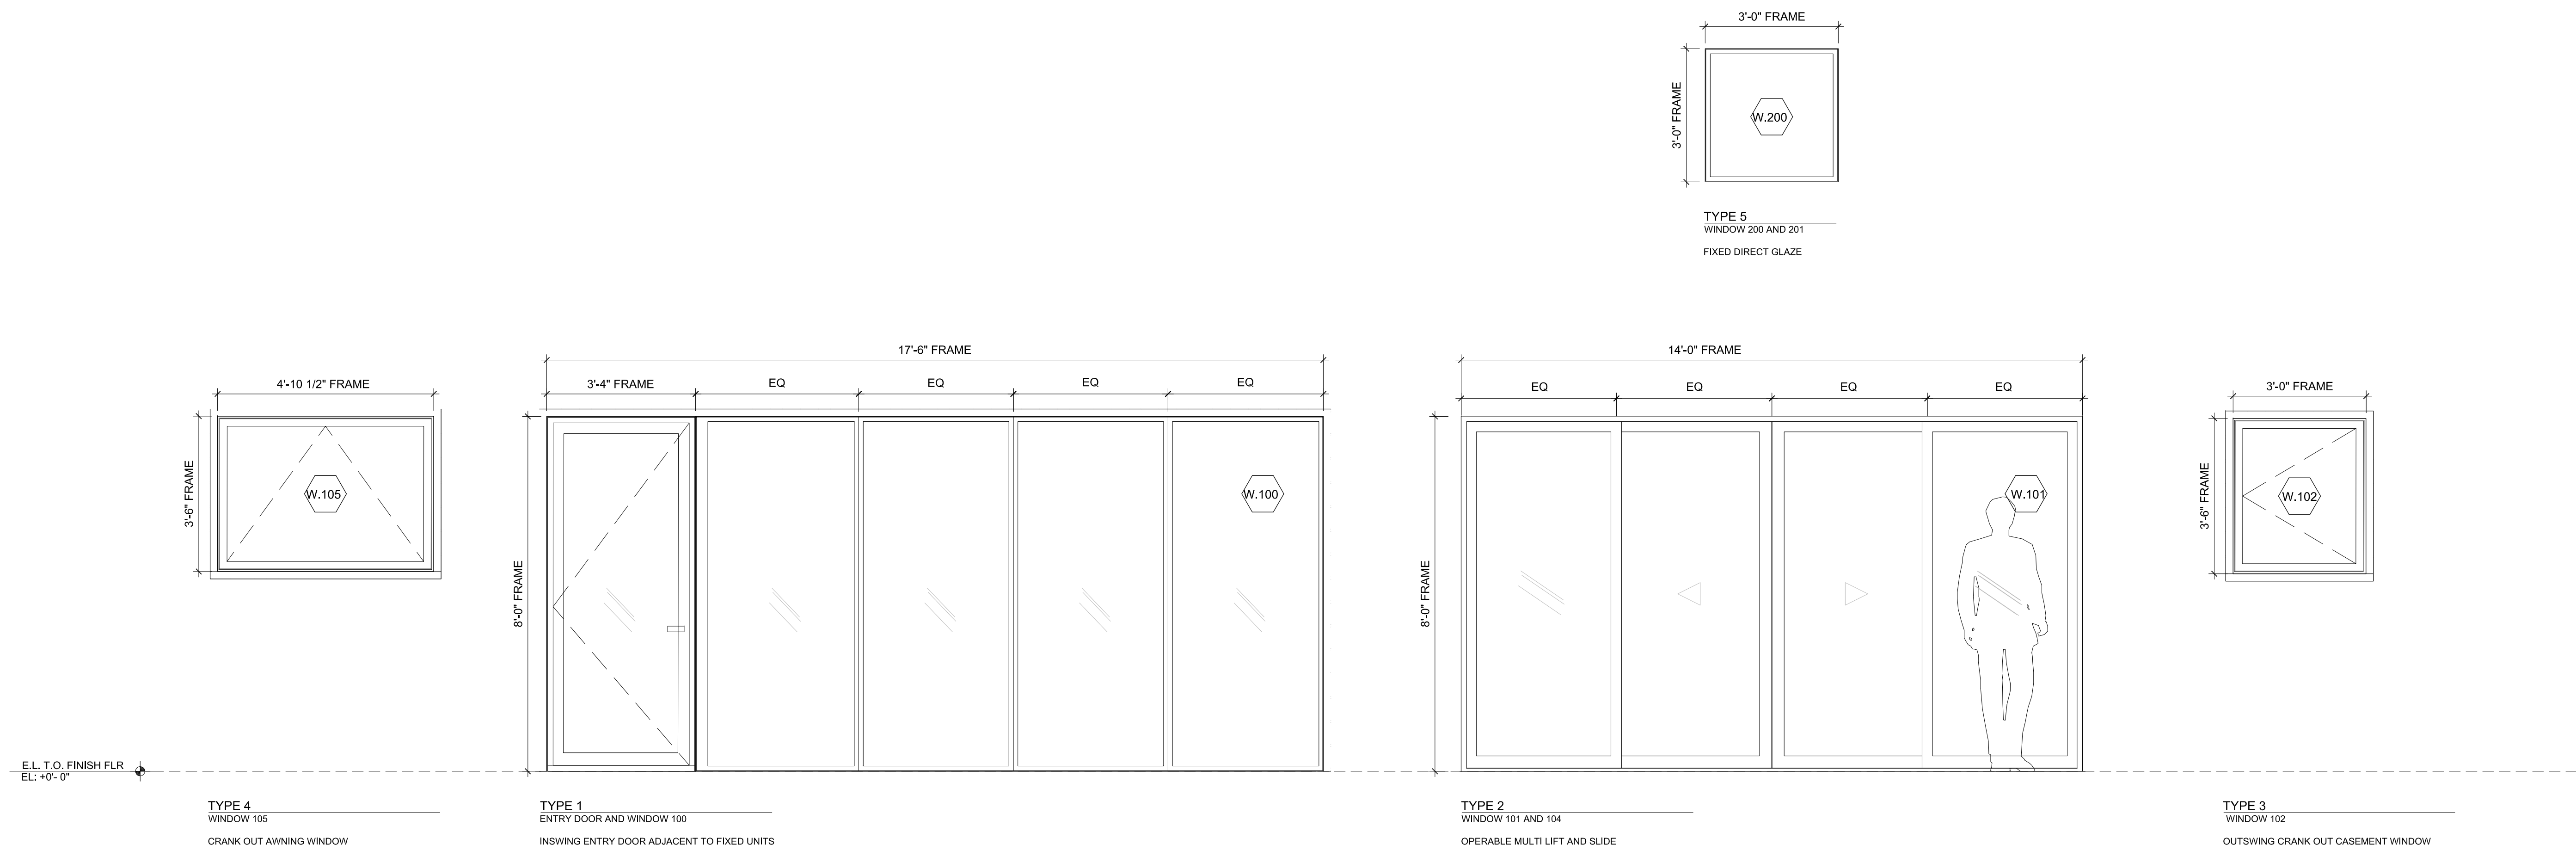 3'-0" FRAME
3'-0" FRAME
W.200
TYPE 5
WINDOW 200 AND 201
FIXED DIRECT GLAZE
4'-10 1/2" FRAME
3'-6" FRAME
W.105
17'-6" FRAME
3'-4" FRAME
EQ
EQ
EQ
EQ
8'-0" FRAME
W.100
14'-0" FRAME
EQ
EQ
EQ
EQ
8'-0" FRAME
W.101
3'-0" FRAME
3'-6" FRAME
W.102
E.L. T.O. FINISH FLR
EL: +0'- 0"
TYPE 4
WINDOW 105
CRANK OUT AWNING WINDOW
TYPE 1
ENTRY DOOR AND WINDOW 100
INSWING ENTRY DOOR ADJACENT TO FIXED UNITS
TYPE 2
WINDOW 101 AND 104
OPERABLE MULTI LIFT AND SLIDE
TYPE 3
WINDOW 102
OUTSWING CRANK OUT CASEMENT WINDOW